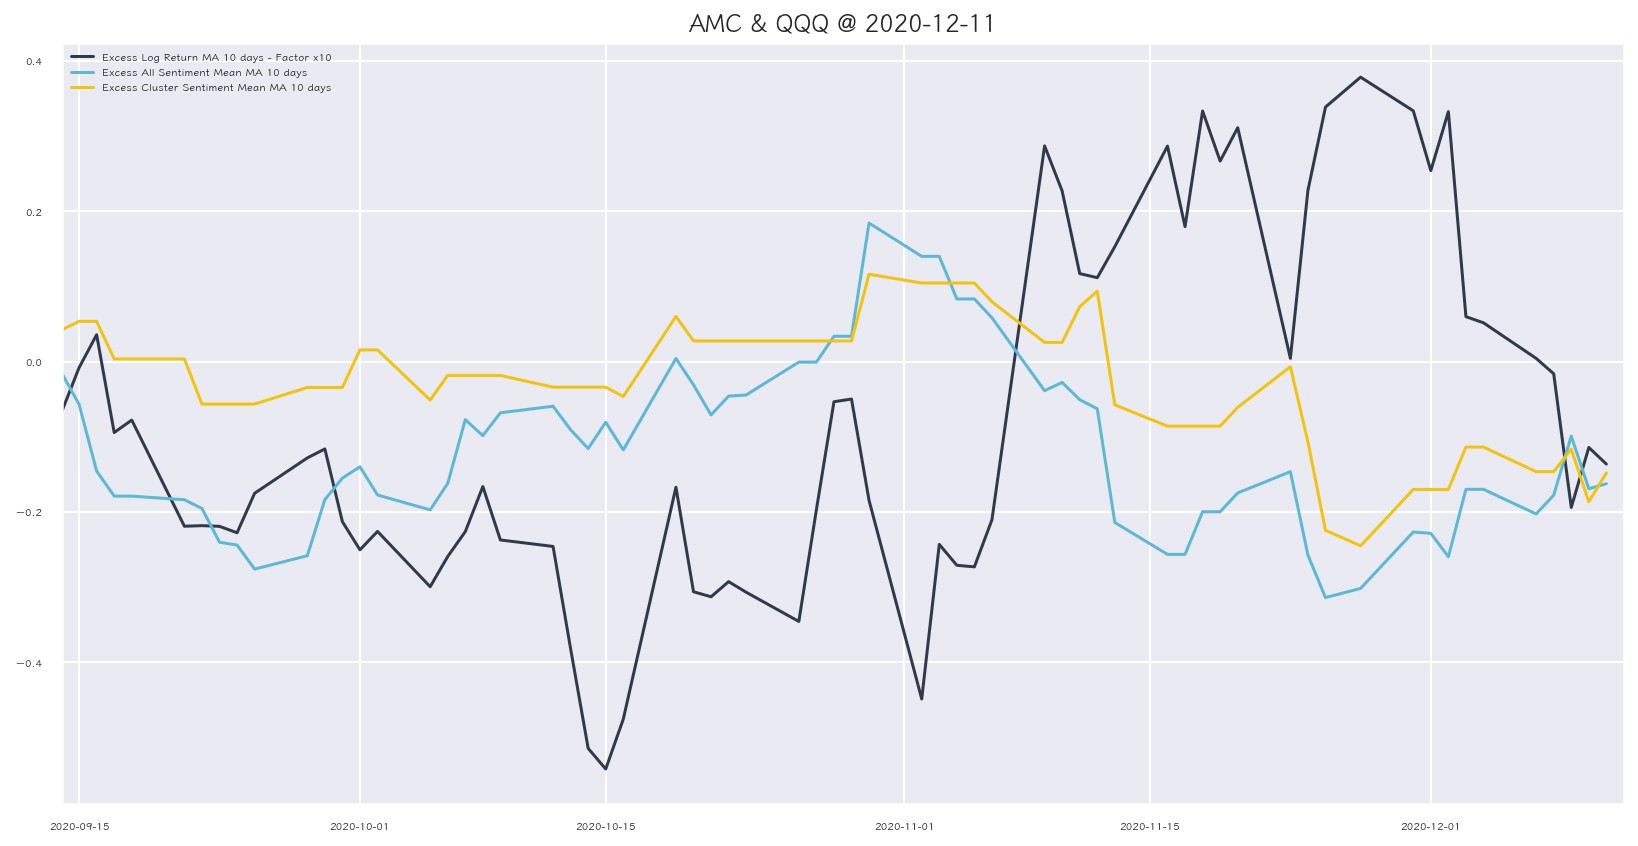 AMC & QQQ @ 2020-12-11
Excess Log Return MA 10 days - Factor x10
Excess All Sentiment Mean MA 10 days
Excess Cluster Sentiment Mean MA 10 days
0.4
0.2
0.0
−0.2
−0.4
2020-09-15 2020-10-01 2020-10-15 2020-11-01 2020-11-15 2020-12-01